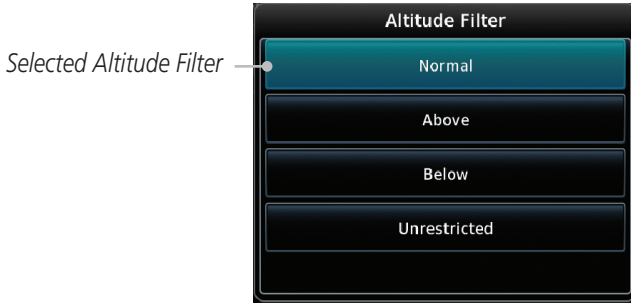 Altitude Filter
Selected Altitude Filter
Normal
Above
Below
Unrestricted